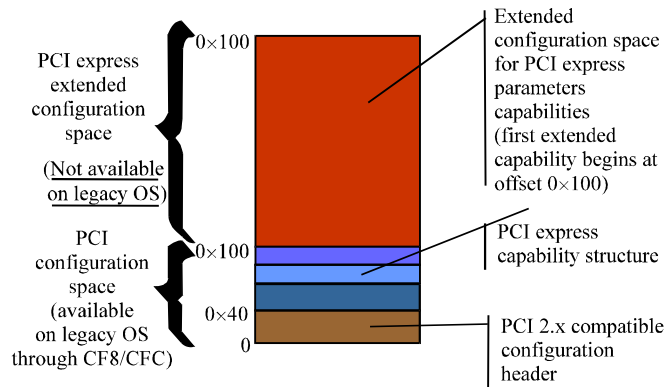 PCI express
extended
configuration
space
(Not available
on legacy OS)
PCI
configuration
space
(available
on legacy OS
through CF8/CFC)
0×100
0×100
0×40
0
Extended
configuration space
for PCI express
parameters
capabilities
(first extended
capability begins at
offset 0×100)
PCI express
capability structure
PCI 2.x compatible
configuration
header